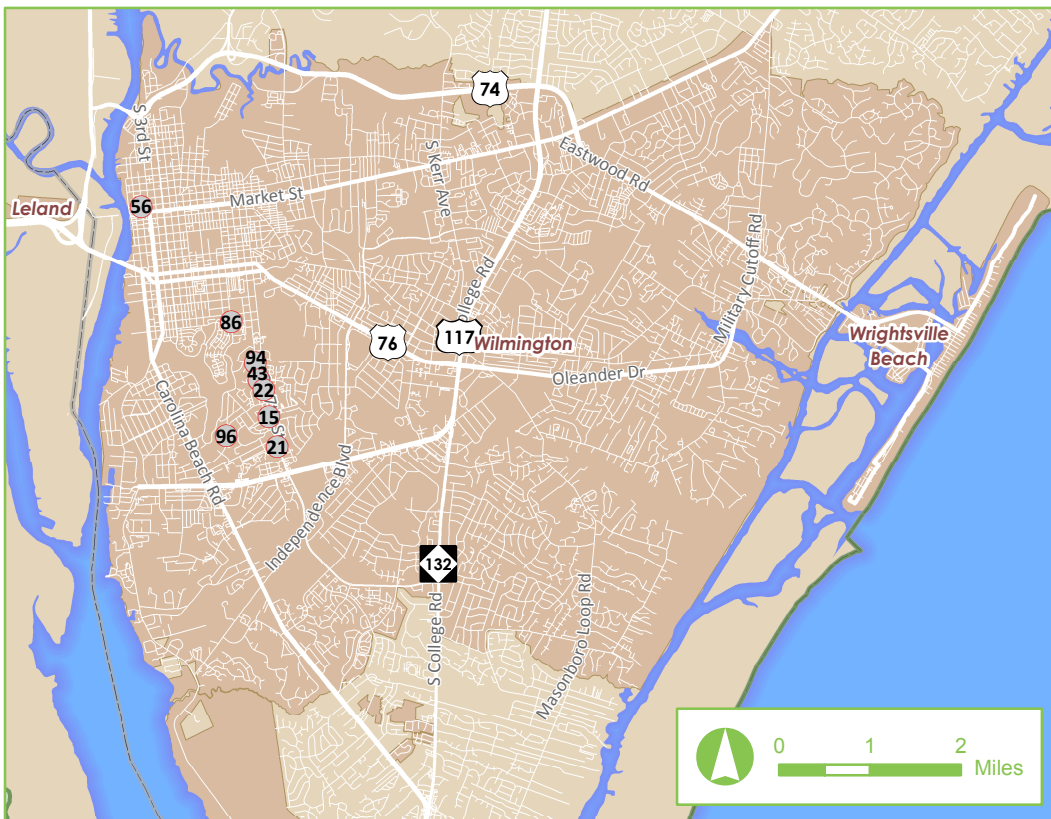 74
S 3rd St
S Kerr Ave
Eastwood Rd
Market St
56
Leland
Military Cutoff Rd
College Rd
86
117
Wilmington
76
Wrightsville
Beach
94
43
22
Oleander Dr
15
St
96
21
Carolina Beach Rd
Independence Blvd
132
S College Rd
Masonboro Loop Rd
0 1 2
Miles